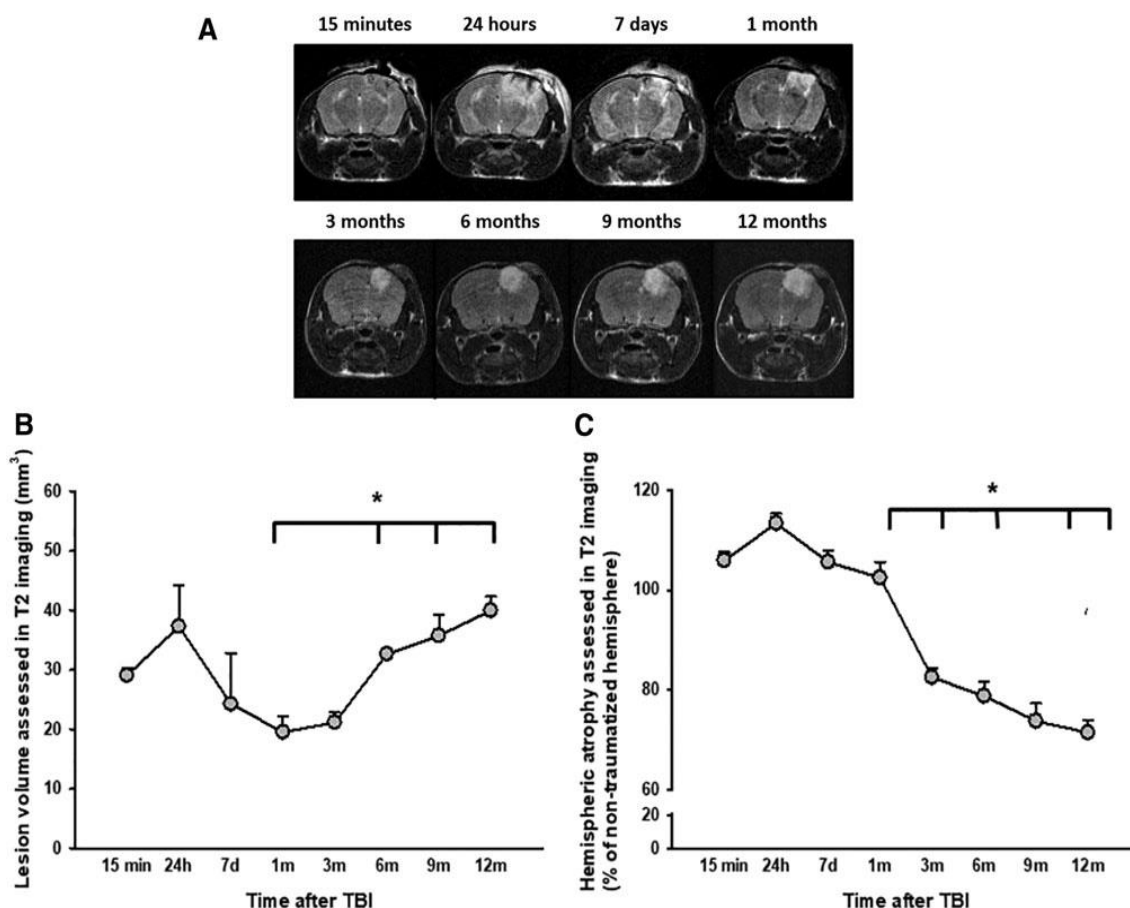 A
15 minutes 24 hours 7 days 1 month
3 months 6 months 9 months 12 months
B
Lesion volume assessed in T2 imaging (mm³)
60
50
40
30
20
10
0
*
15 min 24h 7d 1m 3m 6m 9m 12m
Time after TBI
C
Hemispheric atrophy assessed in T2 imaging
(% of non-traumatized hemisphere)
120
100
80
60
20
0
*
15 min 24h 7d 1m 3m 6m 9m 12m
Time after TBI